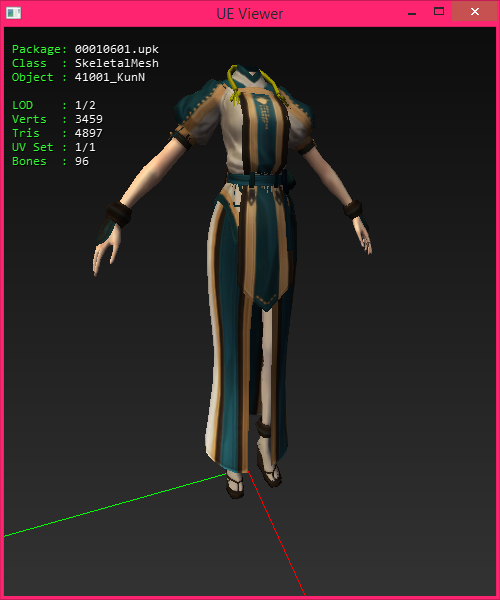 UE Viewer
Package: 00010601.upk
Class  : SkeletalMesh
Object : 41001_KunN
LOD    : 1/2
Verts  : 3459
Tris   : 4897
UV Set : 1/1
Bones  : 96